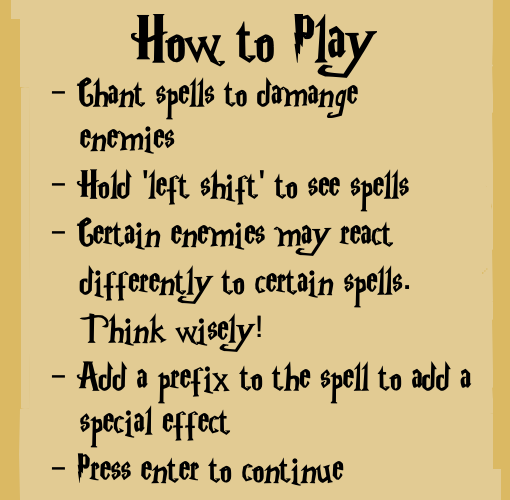 How to Play
- Chant spells to damange
enemies
- Hold 'left shift' to see spells
- Certain enemies may react
differently to certain spells.
Think wisely!
- Add a prefix to the spell to add a
special effect
- Press enter to continue